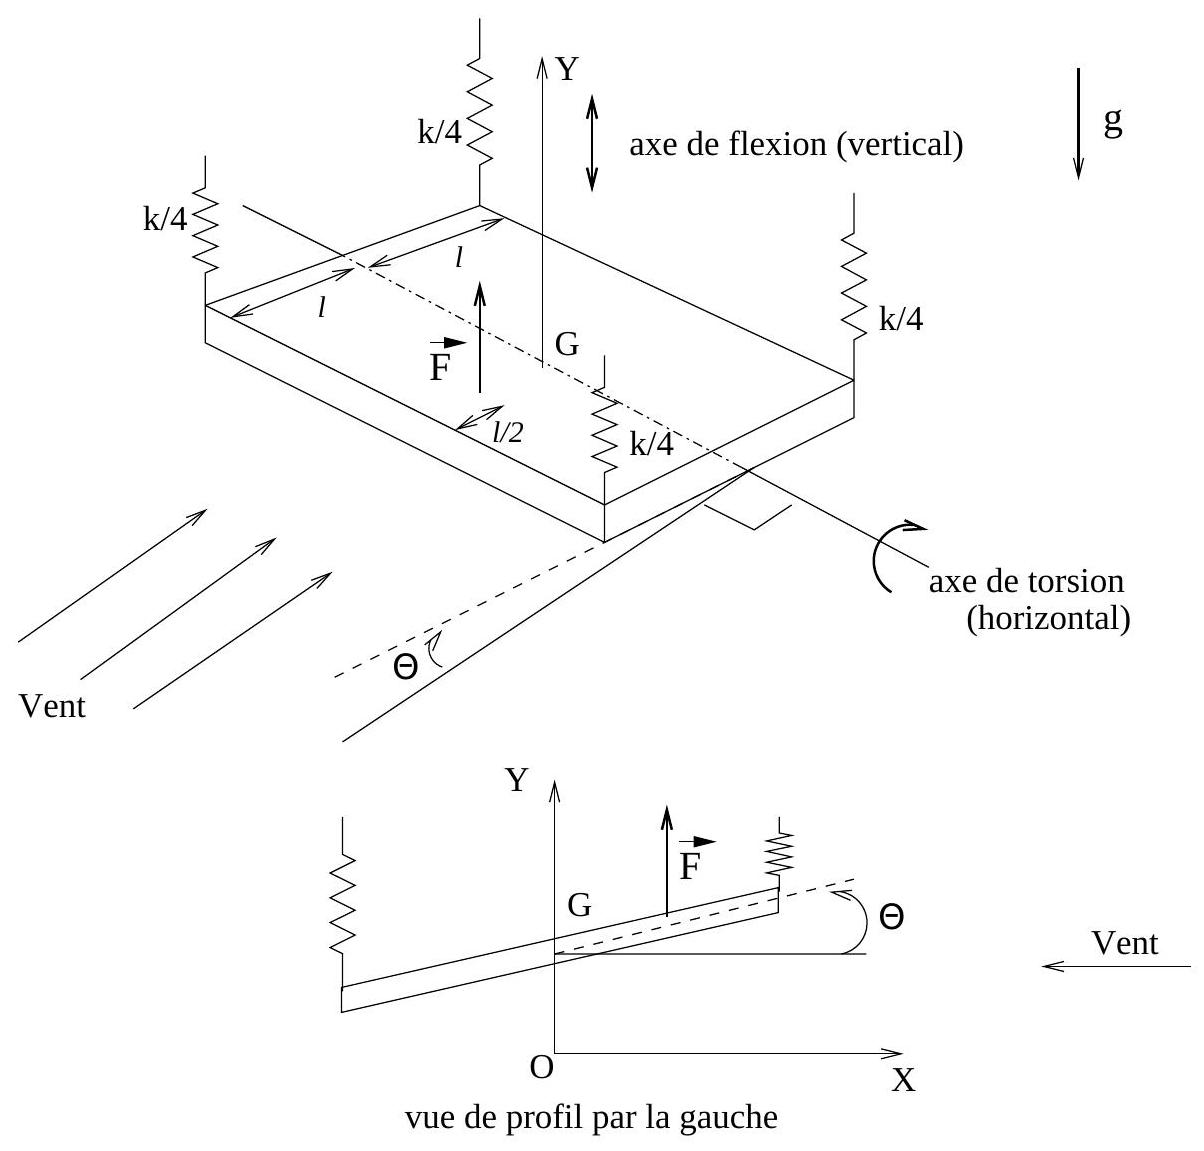 Y
k/4
axe de flexion (vertical)
g
k/4
l
l
k/4
G
F
l/2
k/4
axe de torsion
(horizontal)
Θ
Vent
Y
F
G
Θ
Vent
O
X
vue de profil par la gauche